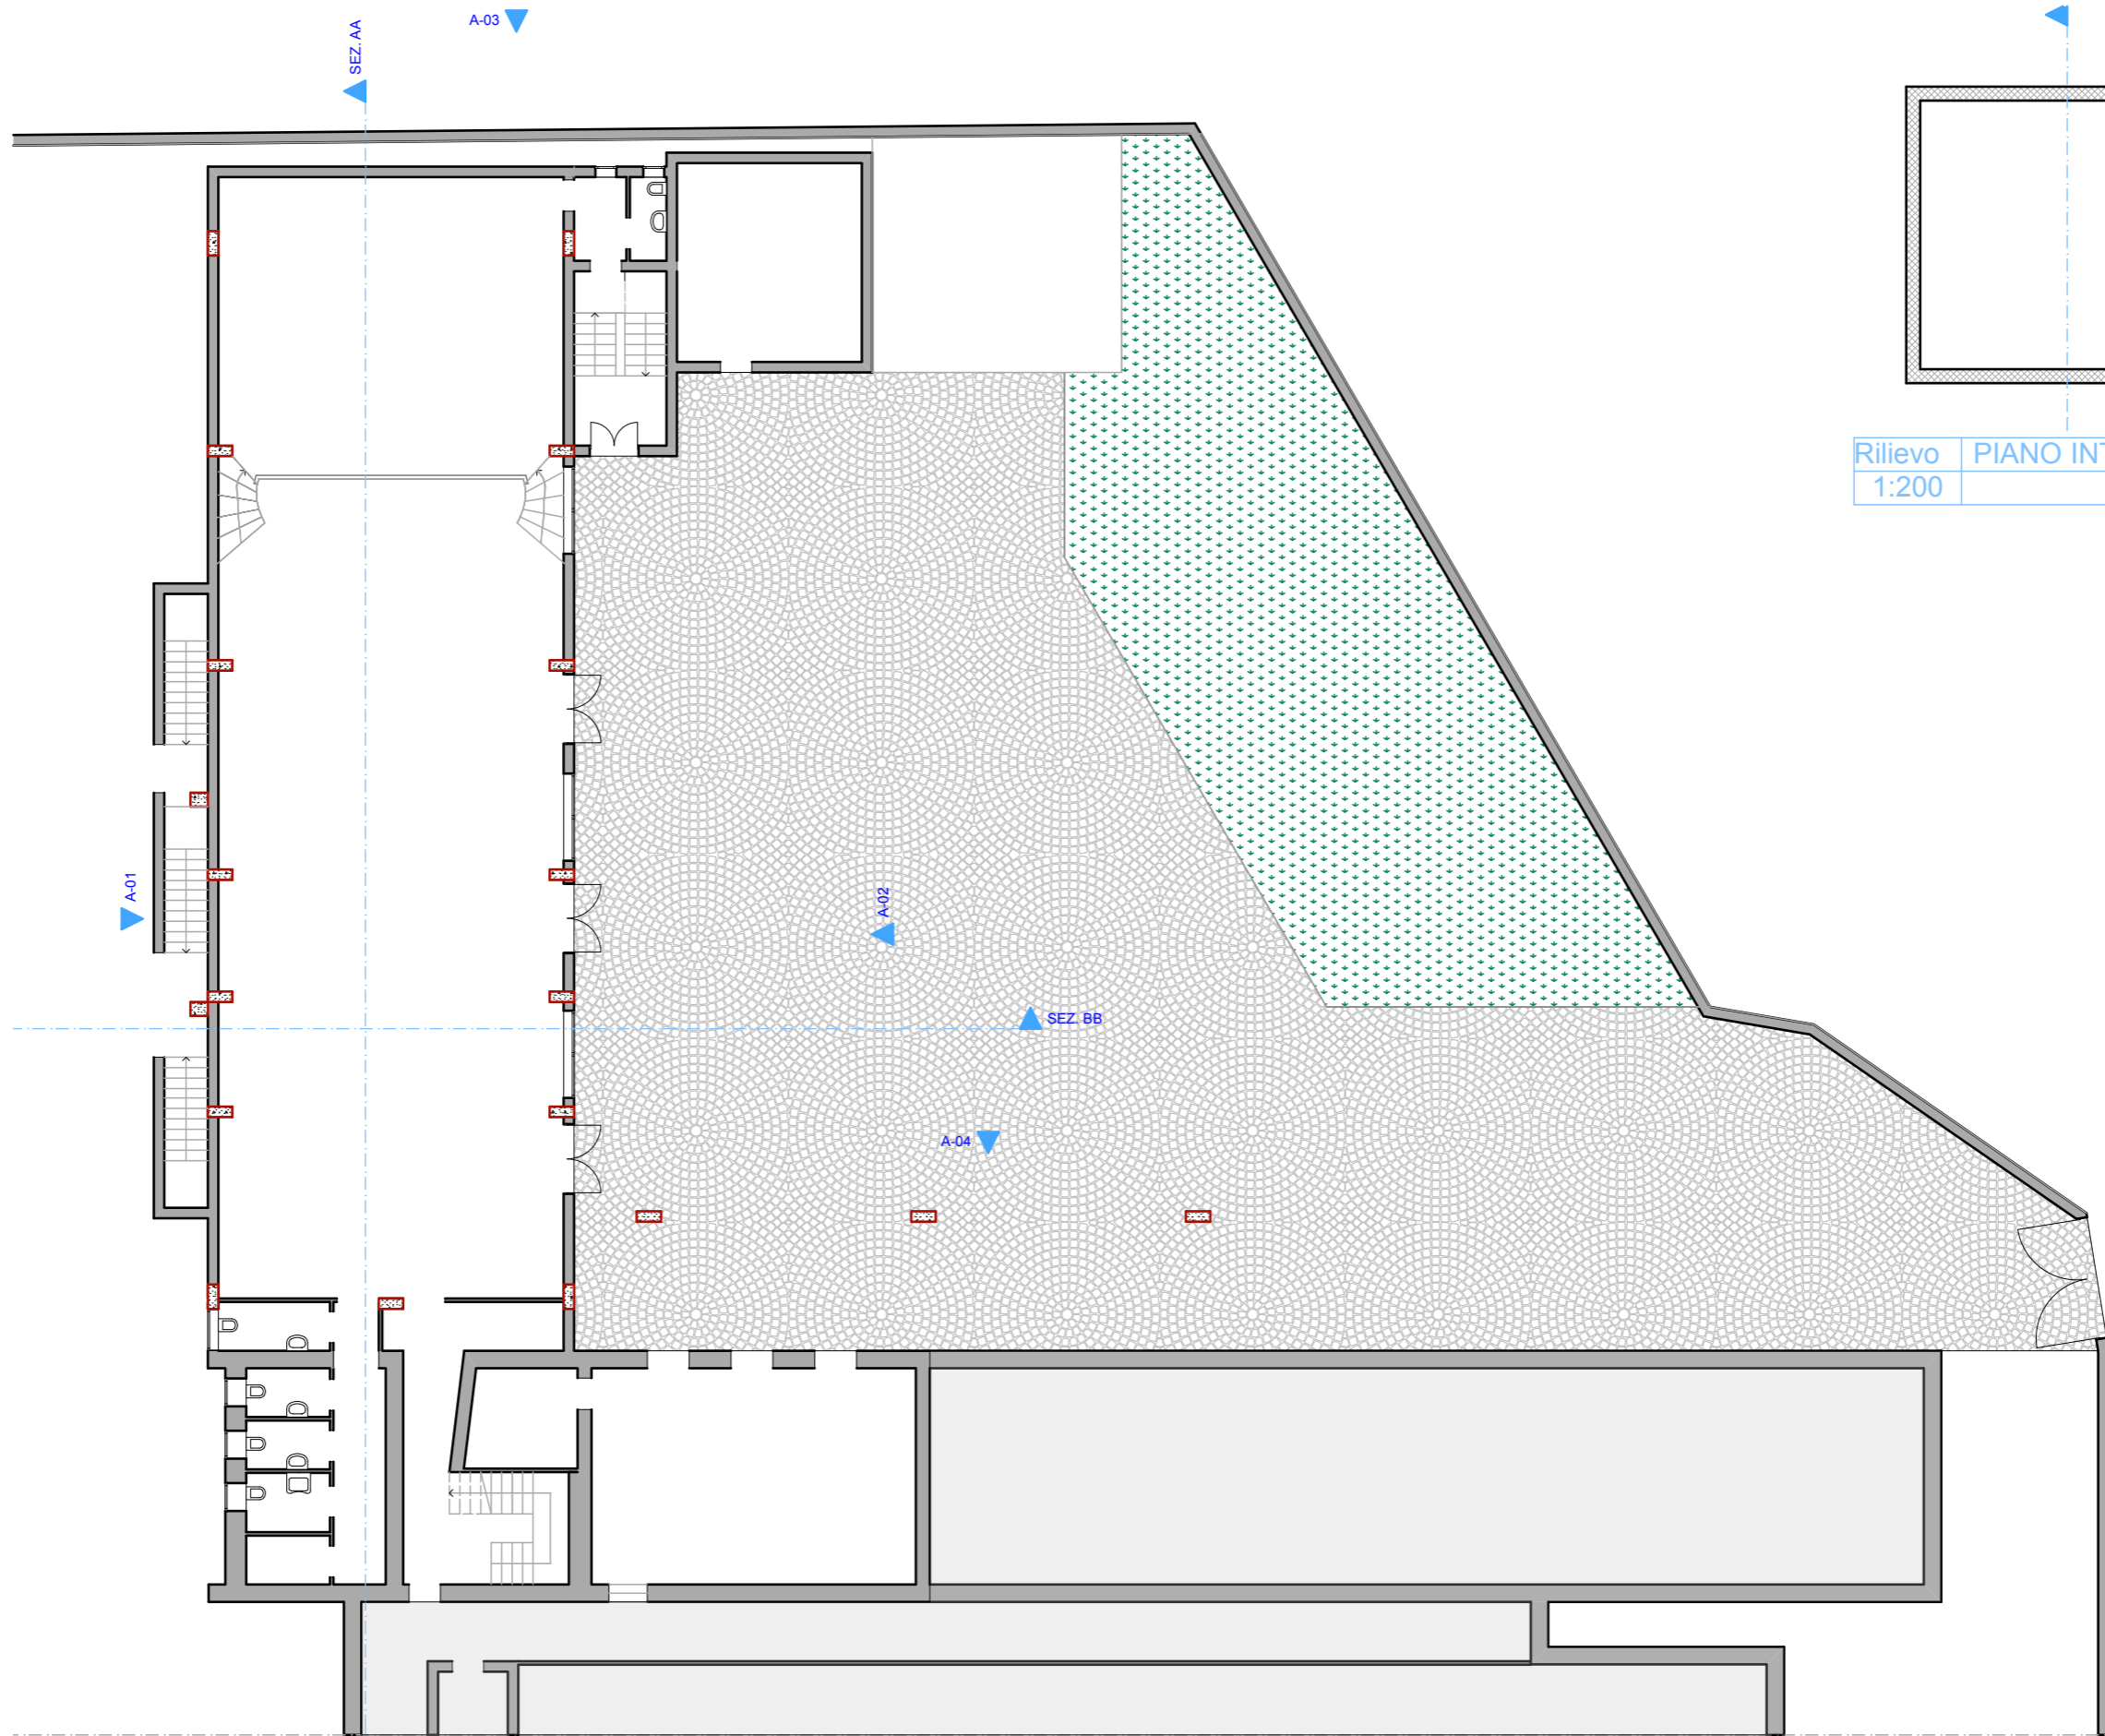 A-03
SEZ. AA
Rilievo PIANO INT
1:200
A-01
A-02
SEZ. BB
A-04